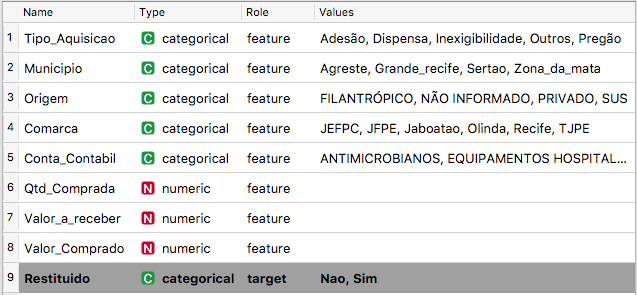 Name Type Role Values
1 Tipo_Aquisicao C categorical feature Adesão, Dispensa, Inexigibilidade, Outros, Pregão
2 Municipio C categorical feature Agreste, Grande_recife, Sertao, Zona_da_mata
3 Origem C categorical feature FILANTRÓPICO, NÃO INFORMADO, PRIVADO, SUS
4 Comarca C categorical feature JEFPC, JFPE, Jaboatao, Olinda, Recife, TJPE
5 Conta_Contabil C categorical feature ANTIMICROBIANOS, EQUIPAMENTOS HOSPITAL...
6 Qtd_Comprada N numeric feature
7 Valor_a_receber N numeric feature
8 Valor_Comprado N numeric feature
9 Restituido C categorical target Nao, Sim